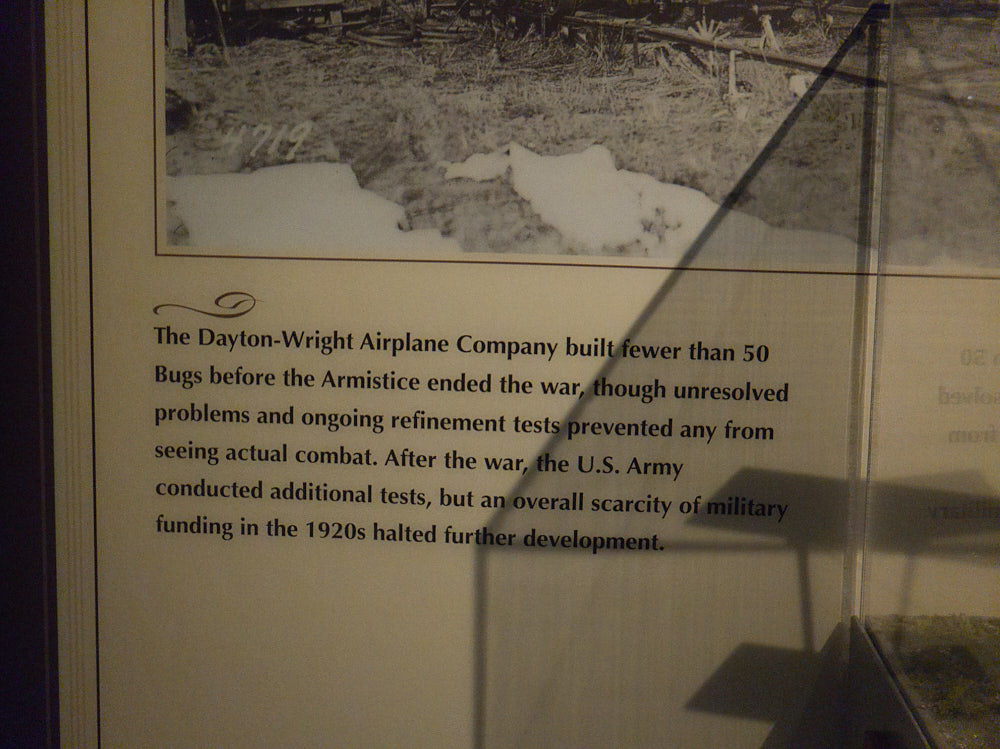 4719
The Dayton-Wright Airplane Company built fewer than 50
Bugs before the Armistice ended the war, though unresolved
problems and ongoing refinement tests prevented any from
seeing actual combat. After the war, the U.S. Army
conducted additional tests, but an overall scarcity of military
funding in the 1920s halted further development.